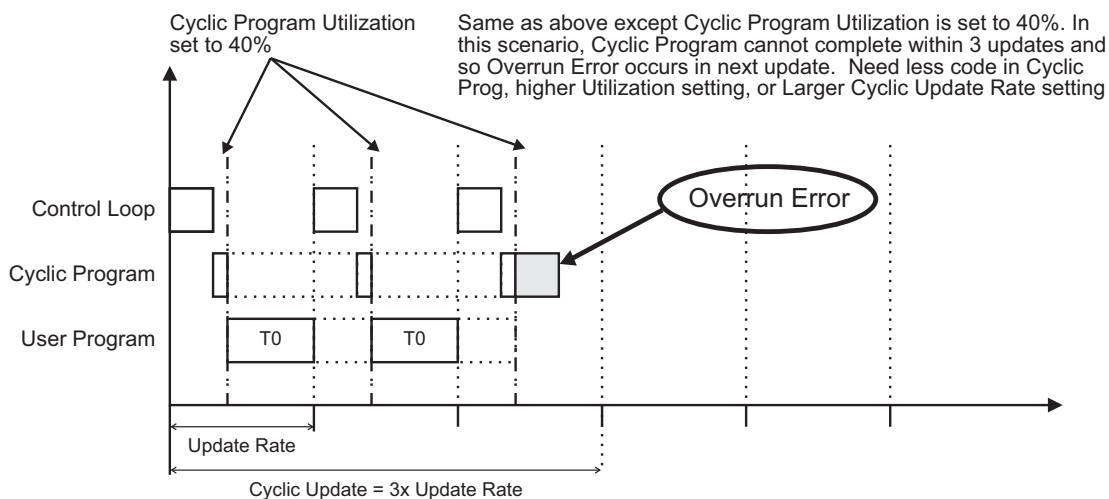 Cyclic Program Utilization
set to 40%
Same as above except Cyclic Program Utilization is set to 40%. In
this scenario, Cyclic Program cannot complete within 3 updates and
so Overrun Error occurs in next update. Need less code in Cyclic
Prog, higher Utilization setting, or Larger Cyclic Update Rate setting
Overrun Error
Control Loop
Cyclic Program
User Program
T0
T0
Update Rate
Cyclic Update = 3x Update Rate